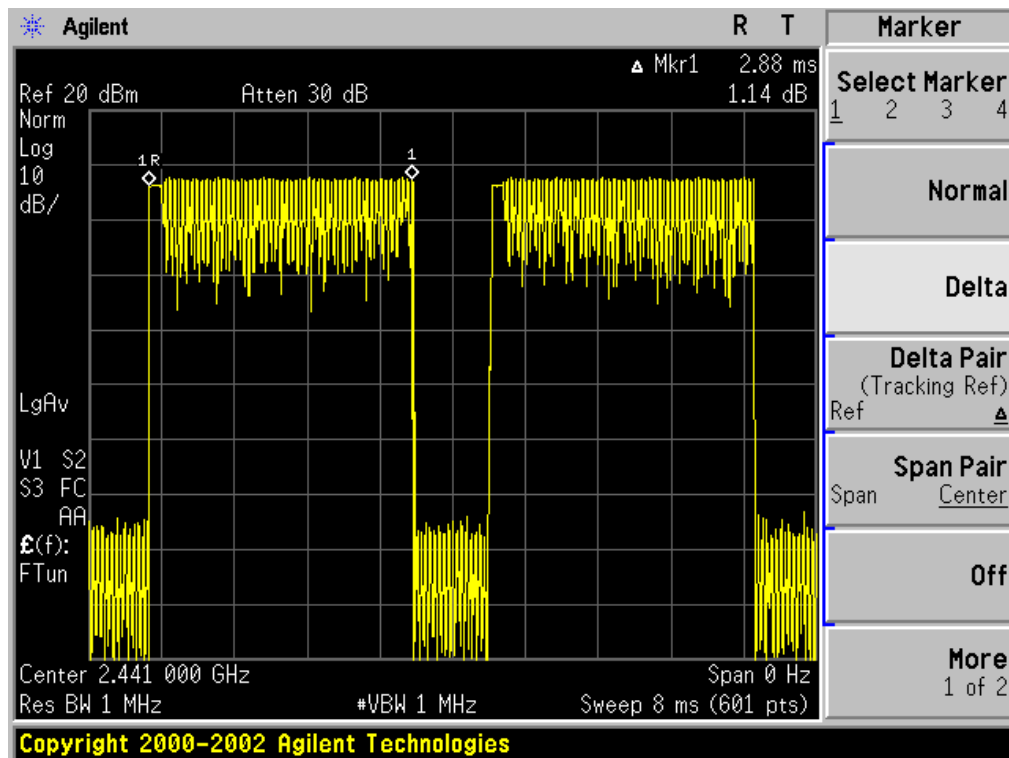 Agilent R T
Marker
▵ Mkr1 2.88 ms
Ref 20 dBm Atten 30 dB 1.14 dB
Norm
Log
10
dB/
1R
1
LgAv
V1 S2
S3 FC
AA
£(f):
FTun
Center 2.441 000 GHz Span 0 Hz
Res BW 1 MHz #VBW 1 MHz Sweep 8 ms (601 pts)
Copyright 2000-2002 Agilent Technologies
Select Marker
1 2 3 4
Normal
Delta
Delta Pair
(Tracking Ref)
Ref ▵
Span Pair
Span Center
Off
More
1 of 2